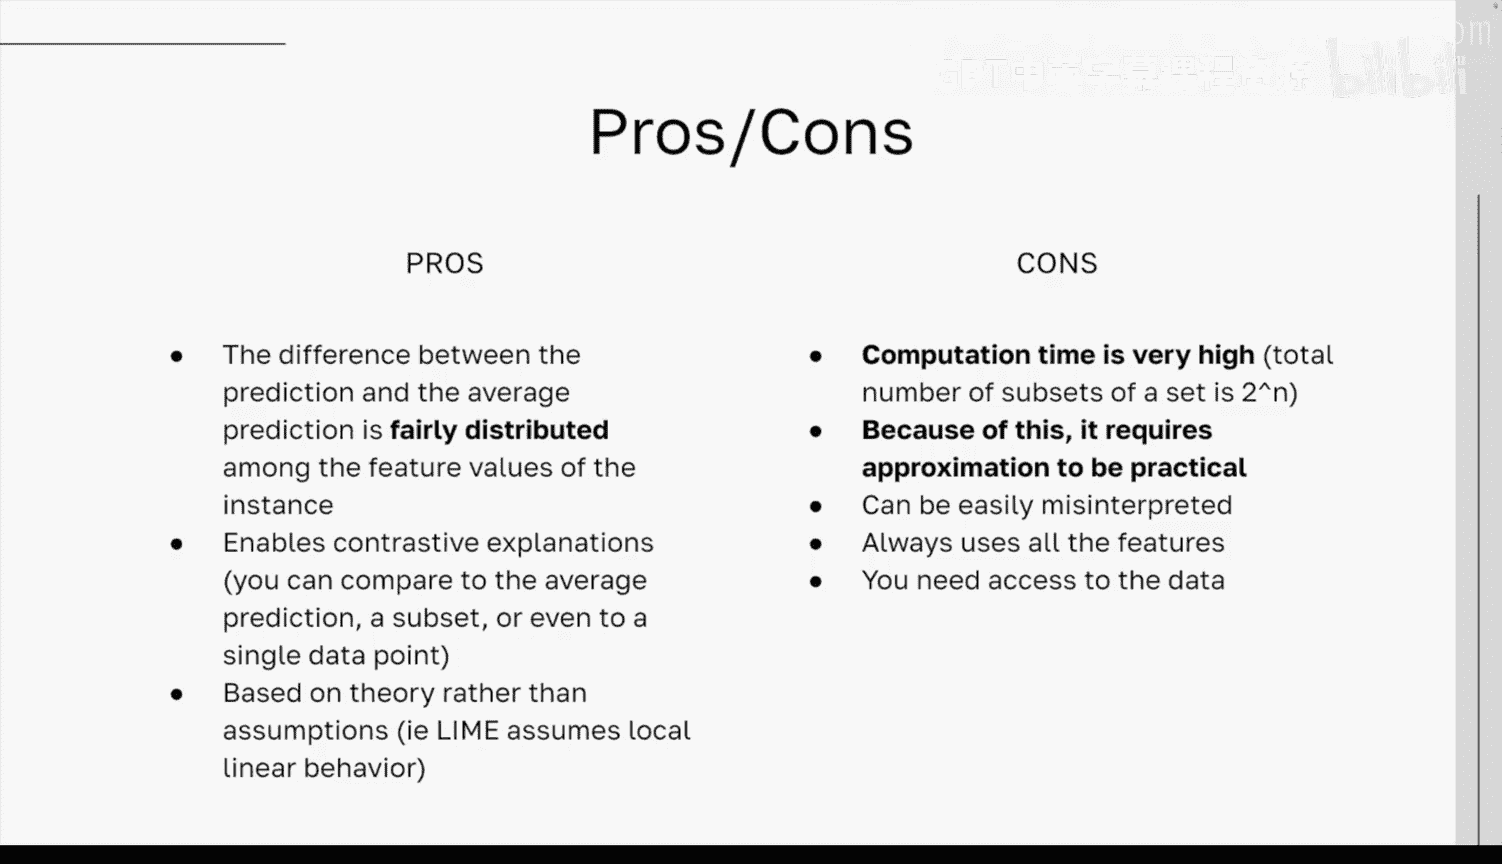 Pros/Cons
PROS
● The difference between the
prediction and the average
prediction is fairly distributed
among the feature values of the
instance
● Enables contrastive explanations
(you can compare to the average
prediction, a subset, or even to a
single data point)
● Based on theory rather than
assumptions (ie LIME assumes local
linear behavior)
CONS
● Computation time is very high (total
number of subsets of a set is 2^n)
● Because of this, it requires
approximation to be practical
● Can be easily misinterpreted
● Always uses all the features
● You need access to the data
bilibili